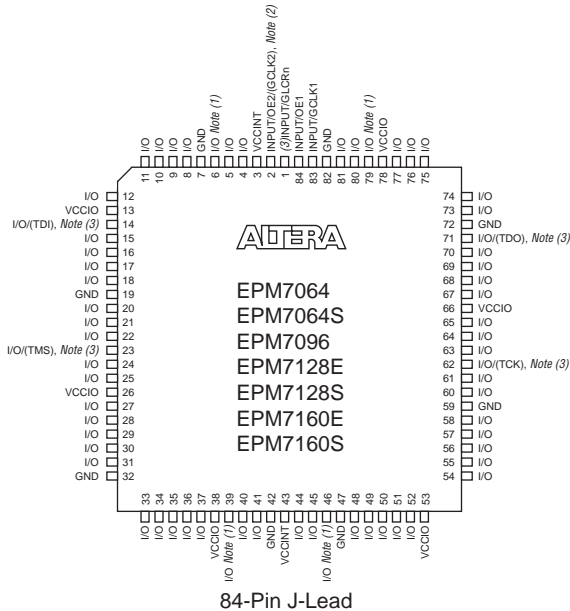 I/O
I/O
I/O
I/O
GND
I/O Note (1)
I/O
I/O
VCCINT
INPUT/OE2/(GCLK2), Note (2)
(3)INPUT/GLCRn
INPUT/OE1
INPUT/GCLK1
GND
I/O
I/O
I/O Note (1)
VCCIO
I/O
I/O
I/O
11 10 9 8 7 6 5 4 3 2 1 84 83 82 81 80 79 78 77 76 75
I/O 12
VCCIO 13
I/O/(TDI), Note (3) 14
I/O 15
I/O 16
I/O 17
I/O 18
GND 19
I/O 20
I/O 21
I/O 22
I/O/(TMS), Note (3) 23
I/O 24
I/O 25
VCCIO 26
I/O 27
I/O 28
I/O 29
I/O 30
I/O 31
GND 32
ALTERA
EPM7064
EPM7064S
EPM7096
EPM7128E
EPM7128S
EPM7160E
EPM7160S
74 I/O
73 I/O
72 GND
71 I/O/(TDO), Note (3)
70 I/O
69 I/O
68 I/O
67 I/O
66 VCCIO
65 I/O
64 I/O
63 I/O
62 I/O/(TCK), Note (3)
61 I/O
60 I/O
59 GND
58 I/O
57 I/O
56 I/O
55 I/O
54 I/O
33 34 35 36 37 38 39 40 41 42 43 44 45 46 47 48 49 50 51 52 53
I/O
I/O
I/O
I/O
I/O
VCCIO
I/O Note (1)
I/O
I/O
GND
VCCINT
I/O
I/O
I/O Note (1)
GND
I/O
I/O
I/O
I/O
I/O
VCCIO
84-Pin J-Lead